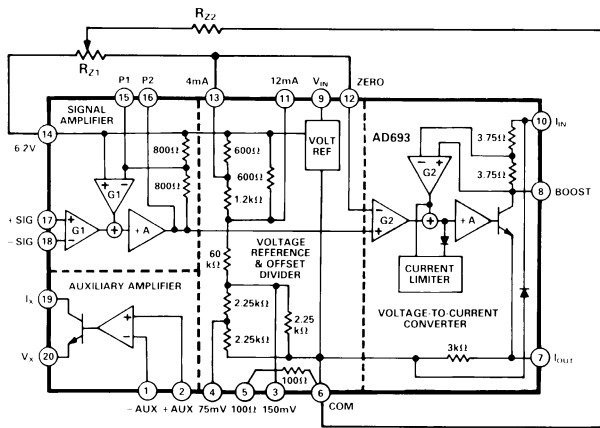 RZ2
RZ1
P1 P2 4mA 12mA VIN ZERO
15 16 13 11 9 12
SIGNAL
AMPLIFIER
14
6.2V
800Ω
800Ω
600Ω
600Ω
1.2kΩ
VOLT
REF
AD693
10 IIN
3.75Ω
3.75Ω
G2
8 BOOST
G1
+ SIG 17
− SIG 18
G1
+ A
G2
+ A
60
kΩ
VOLTAGE
REFERENCE
& OFFSET
DIVIDER
CURRENT
LIMITER
AUXILIARY AMPLIFIER
IX 19
2.25kΩ
2.25kΩ
2.25
kΩ
VOLTAGE-TO-CURRENT
CONVERTER
VX 20
3kΩ
7 IOUT
100Ω
1 2 4 5 3 6
− AUX + AUX 75mV 100Ω 150mV COM